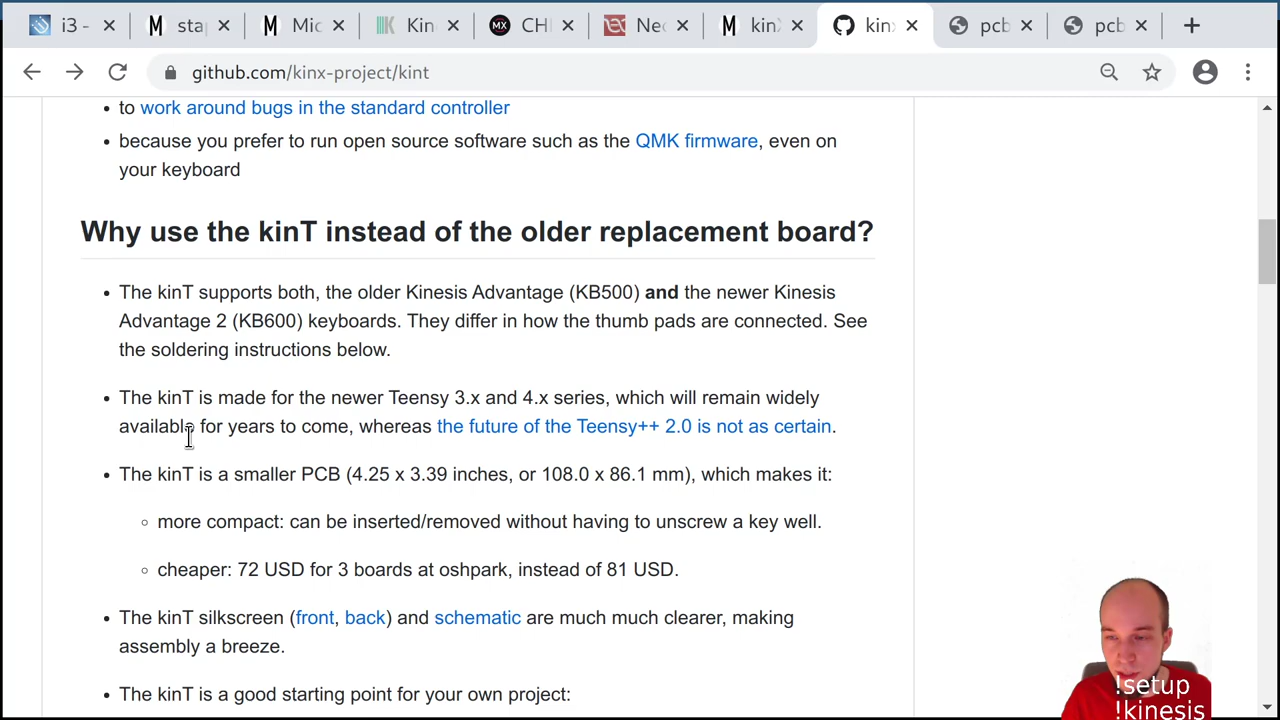 i3 -
sta
Mic
Kin
CH
Nec
kin
kin
pcb
pcb
github.com/kinx-project/kint
• to work around bugs in the standard controller
• because you prefer to run open source software such as the QMK firmware, even on
your keyboard
Why use the kinT instead of the older replacement board?
• The kinT supports both, the older Kinesis Advantage (KB500) and the newer Kinesis
Advantage 2 (KB600) keyboards. They differ in how the thumb pads are connected. See
the soldering instructions below.
• The kinT is made for the newer Teensy 3.x and 4.x series, which will remain widely
available for years to come, whereas the future of the Teensy++ 2.0 is not as certain.
• The kinT is a smaller PCB (4.25 x 3.39 inches, or 108.0 x 86.1 mm), which makes it:
◦ more compact: can be inserted/removed without having to unscrew a key well.
◦ cheaper: 72 USD for 3 boards at oshpark, instead of 81 USD.
• The kinT silkscreen (front, back) and schematic are much much clearer, making
assembly a breeze.
• The kinT is a good starting point for your own project:
!setup
!kinesis